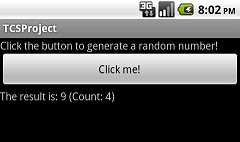 3G 8:02 PM
TCSProject
Click the button to generate a random number!
Click me!
The result is: 9 (Count: 4)